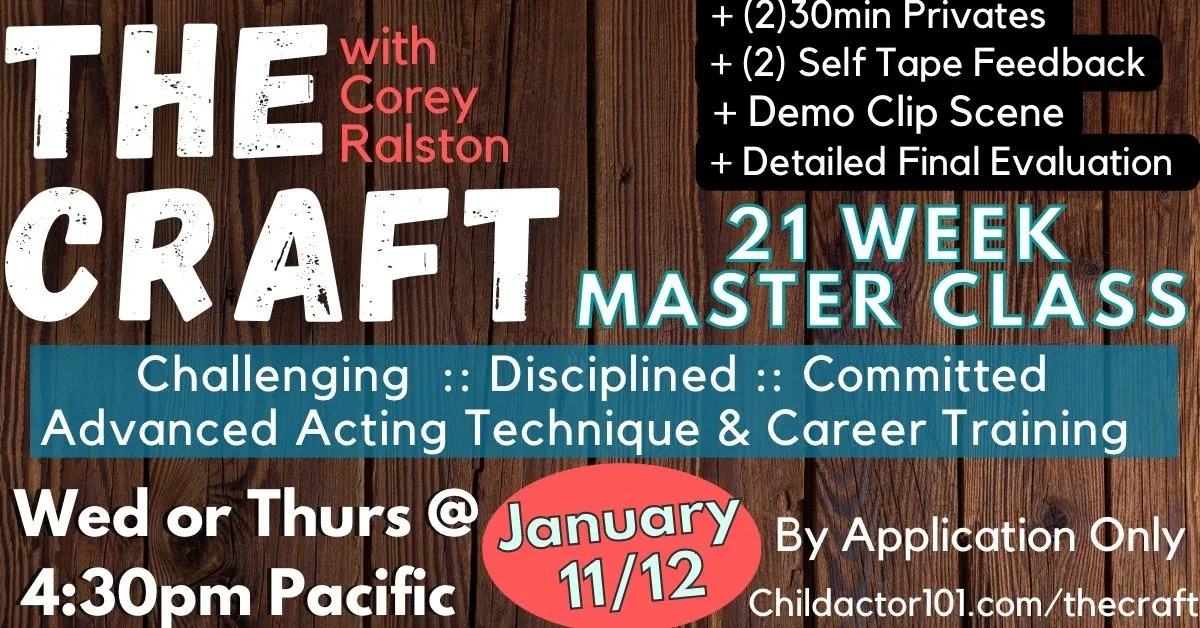 THE
CRAFT
with
Corey
Ralston
+ (2)30min Privates
+ (2) Self Tape Feedback
+ Demo Clip Scene
+ Detailed Final Evaluation
21 WEEK
MASTER CLASS
Challenging :: Disciplined :: Committed
Advanced Acting Technique & Career Training
Wed or Thurs @
4:30pm Pacific
January
11/12
By Application Only
Childactor101.com/thecraft